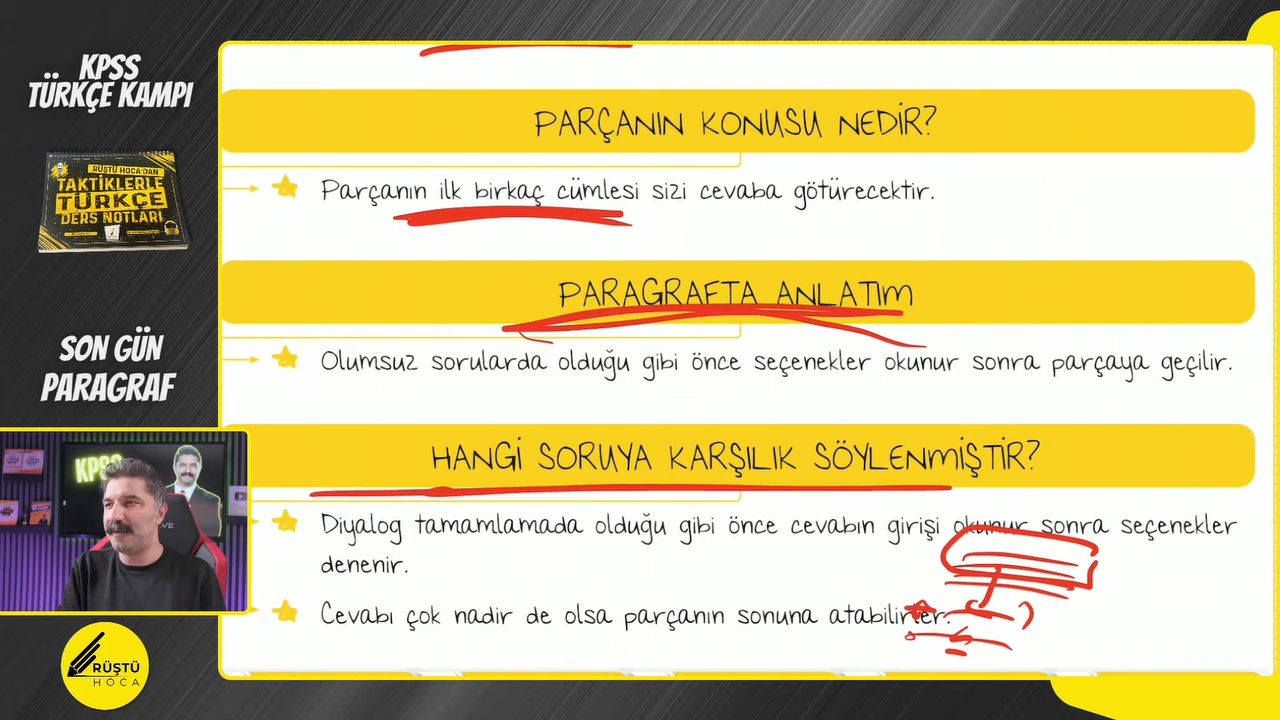 KPSS
TÜRKÇE KAMPI
RÜŞTÜ HOCA'DAN
TAKTİKLERLE
TÜRKÇE
DERS NOTLARI
SON GÜN
PARAGRAF
KPSS
RÜŞTÜ
HOCA
PARÇANIN KONUSU NEDİR?
Parçanın ilk birkaç cümlesi sizi cevaba götürecektir.
PARAGRAFTA ANLATIM
Olumsuz sorularda olduğu gibi önce seçenekler okunur sonra parçaya geçilir.
HANGİ SORUYA KARŞILIK SÖYLENMİŞTİR?
Diyalog tamamlamada olduğu gibi önce cevabın girişi okunur sonra seçenekler
denenir.
Cevabı çok nadir de olsa parçanın sonuna atabilirler.